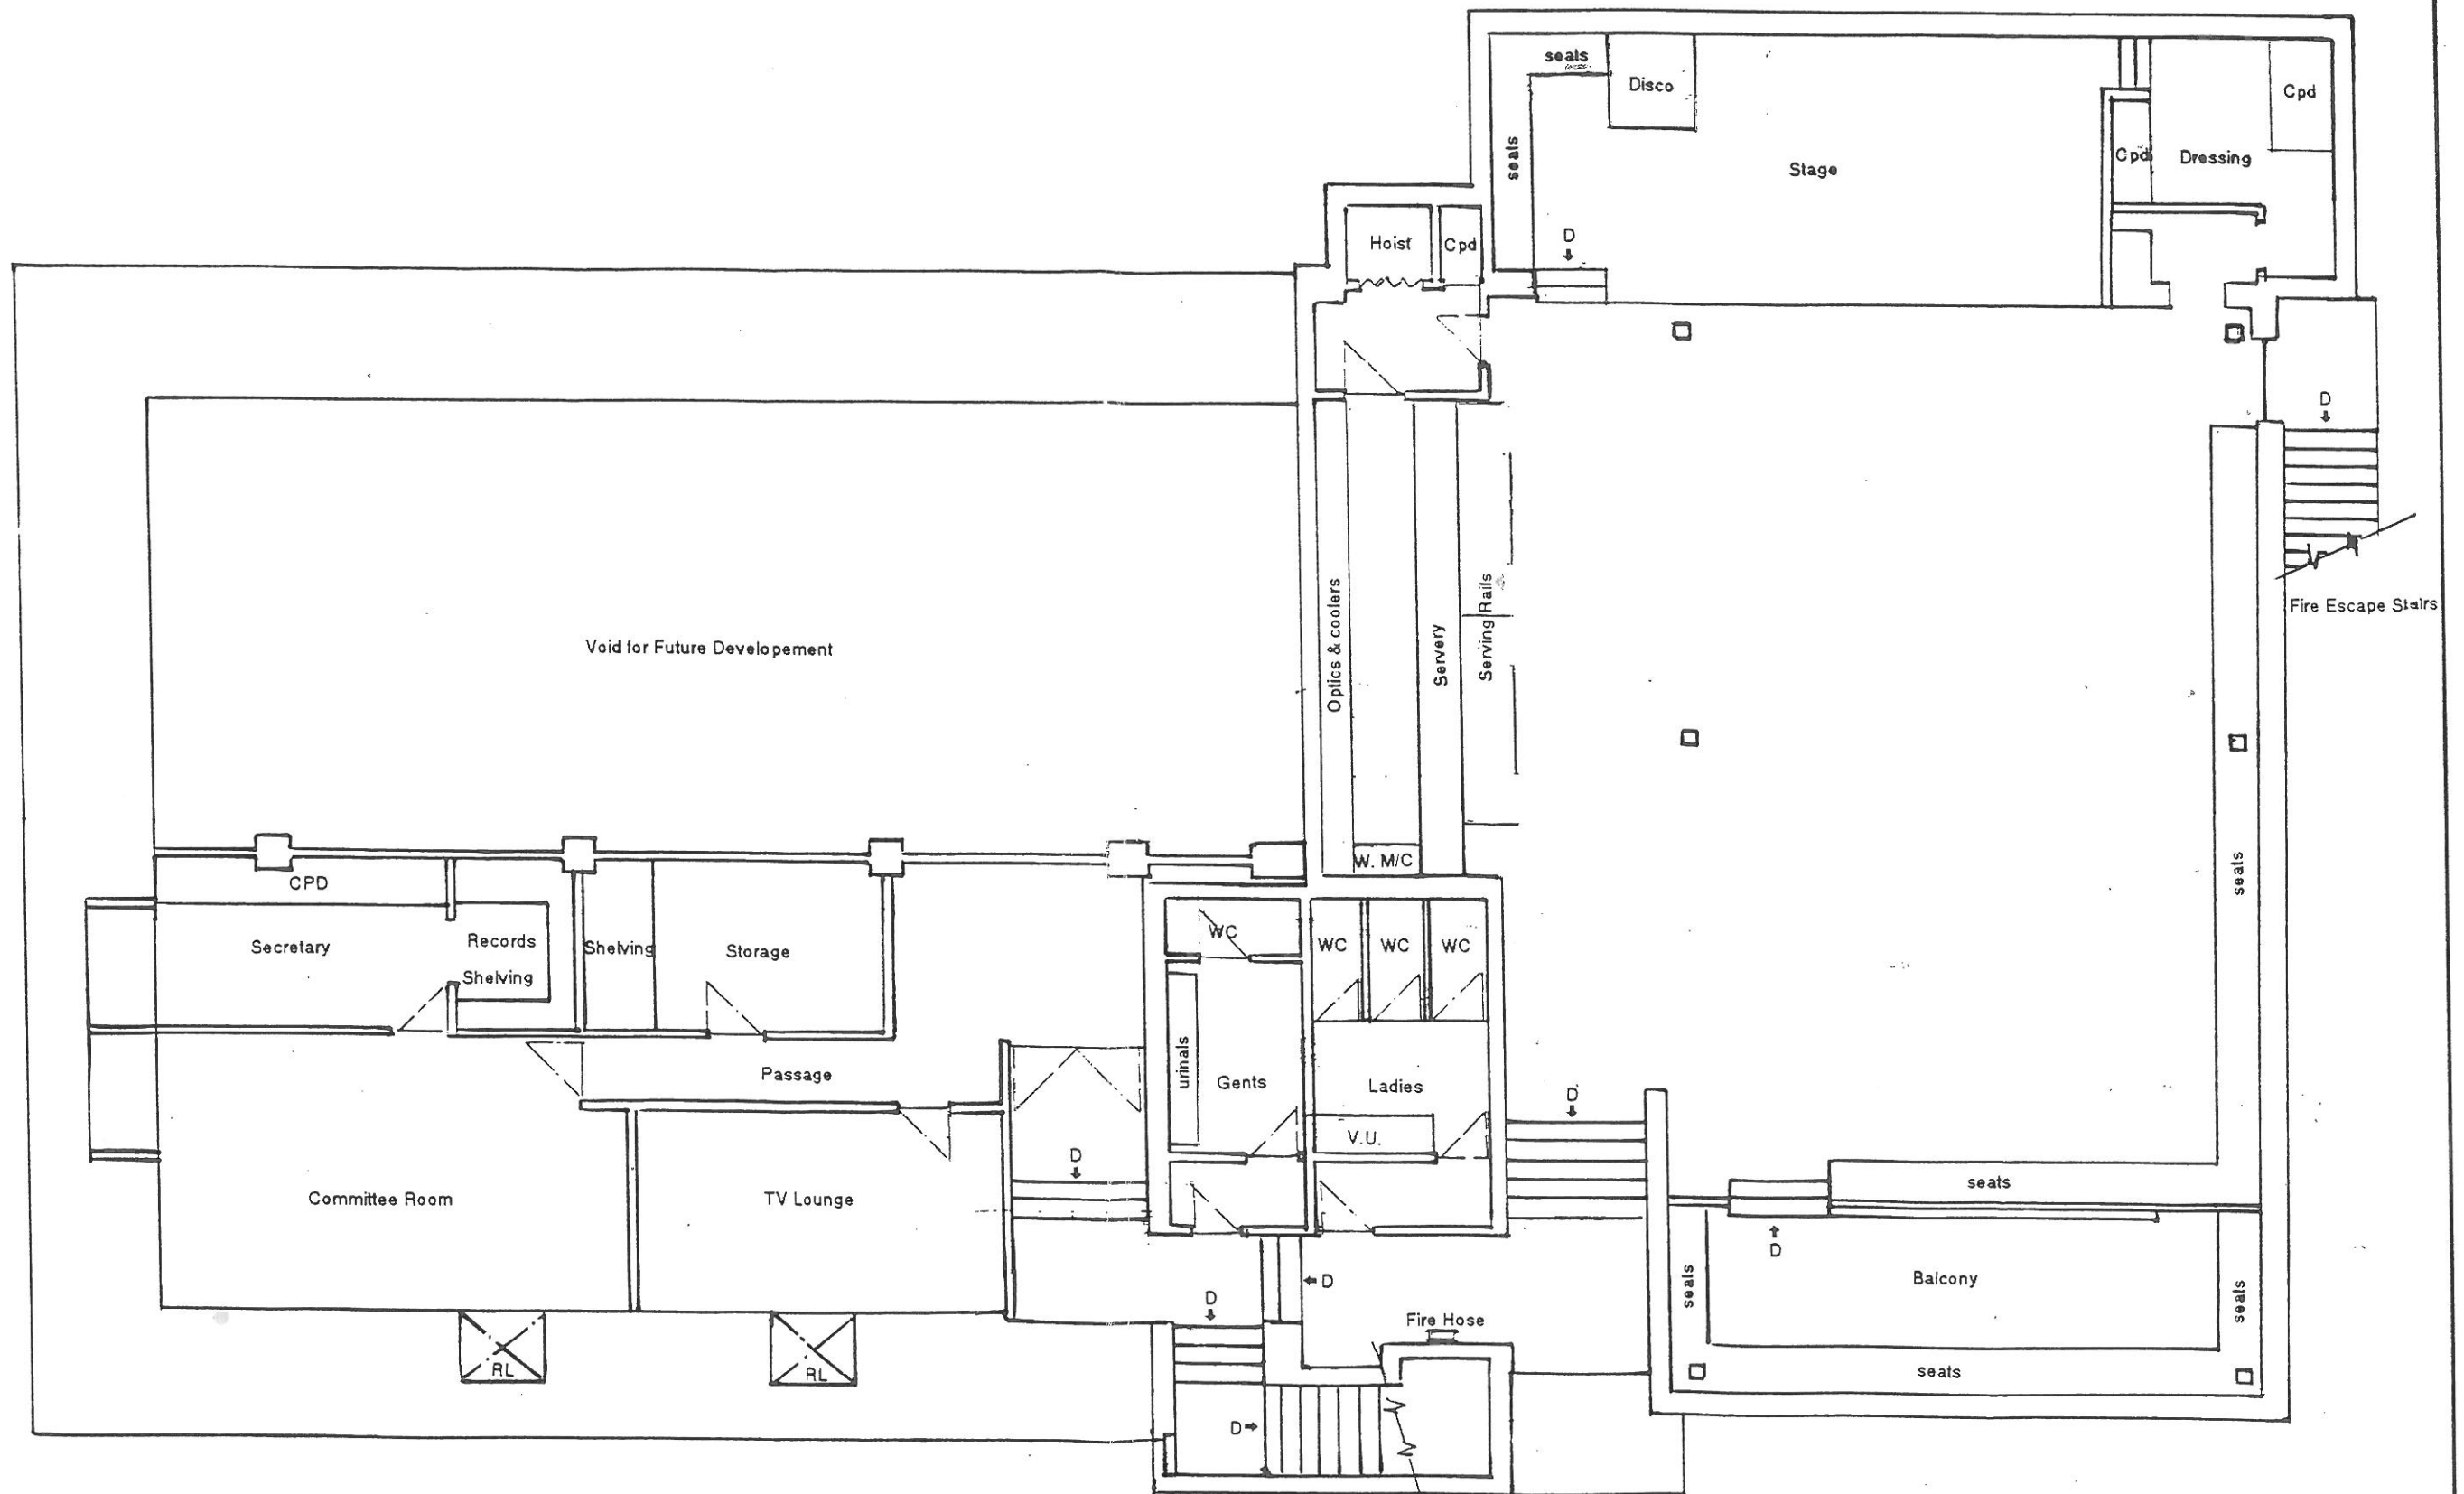 seats
Disco
Cpd
seats
Stage
Cpd
Dressing
D
Hoist
Cpd
D
Fire Escape Stairs
Optics & coolers
Servery
Serving Rails
Void for Future Developement
W. M/C
CPD
seats
Secretary
Records
Shelving
Shelving
Storage
WC
WC
WC
WC
urinals
Gents
Ladies
Passage
V.U.
D
D
Committee Room
TV Lounge
seats
D
seats
Balcony
seats
D
D
Fire Hose
RL
RL
seats
D